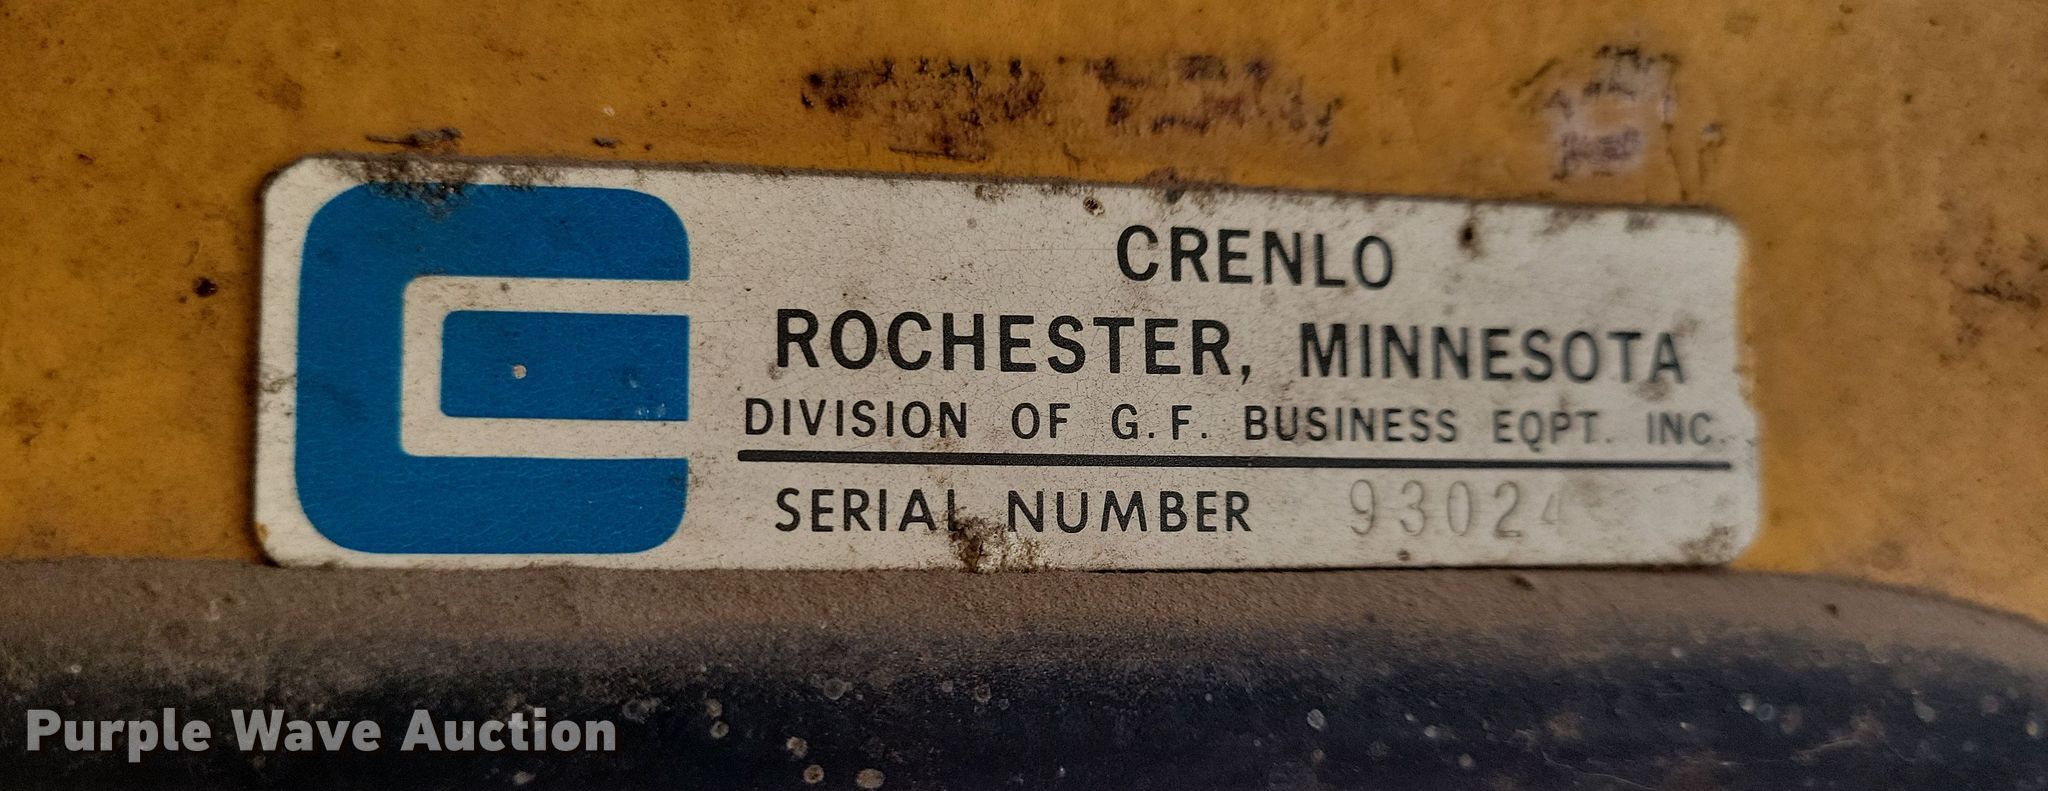 CRENLO
ROCHESTER, MINNESOTA
DIVISION OF G.F. BUSINESS EQPT. INC.
SERIAL NUMBER 93024
Purple Wave Auction